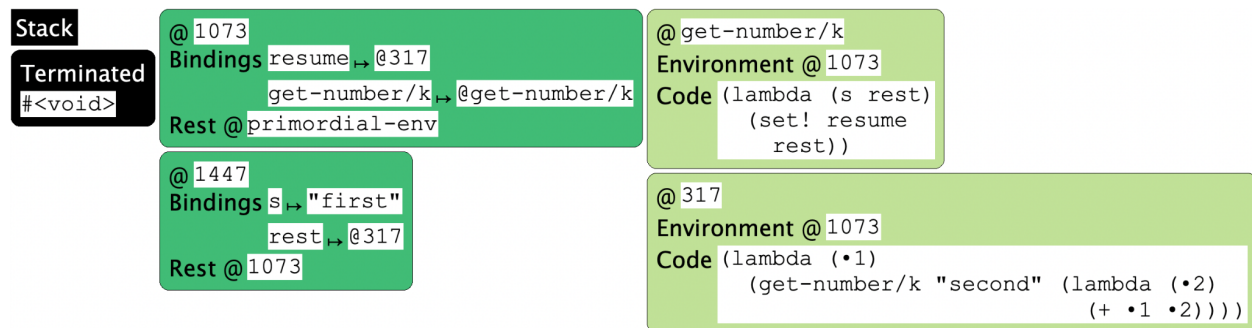 Stack
Terminated
#<void>
@ 1073
Bindings resume ↦ @317
get-number/k ↦ @get-number/k
Rest @ primordial-env
@ 1447
Bindings s ↦ "first"
rest ↦ @317
Rest @ 1073
@ get-number/k
Environment @ 1073
Code (lambda (s rest)
(set! resume
rest))
@ 317
Environment @ 1073
Code (lambda (•1)
(get-number/k "second" (lambda (•2)
(+ •1 •2))))